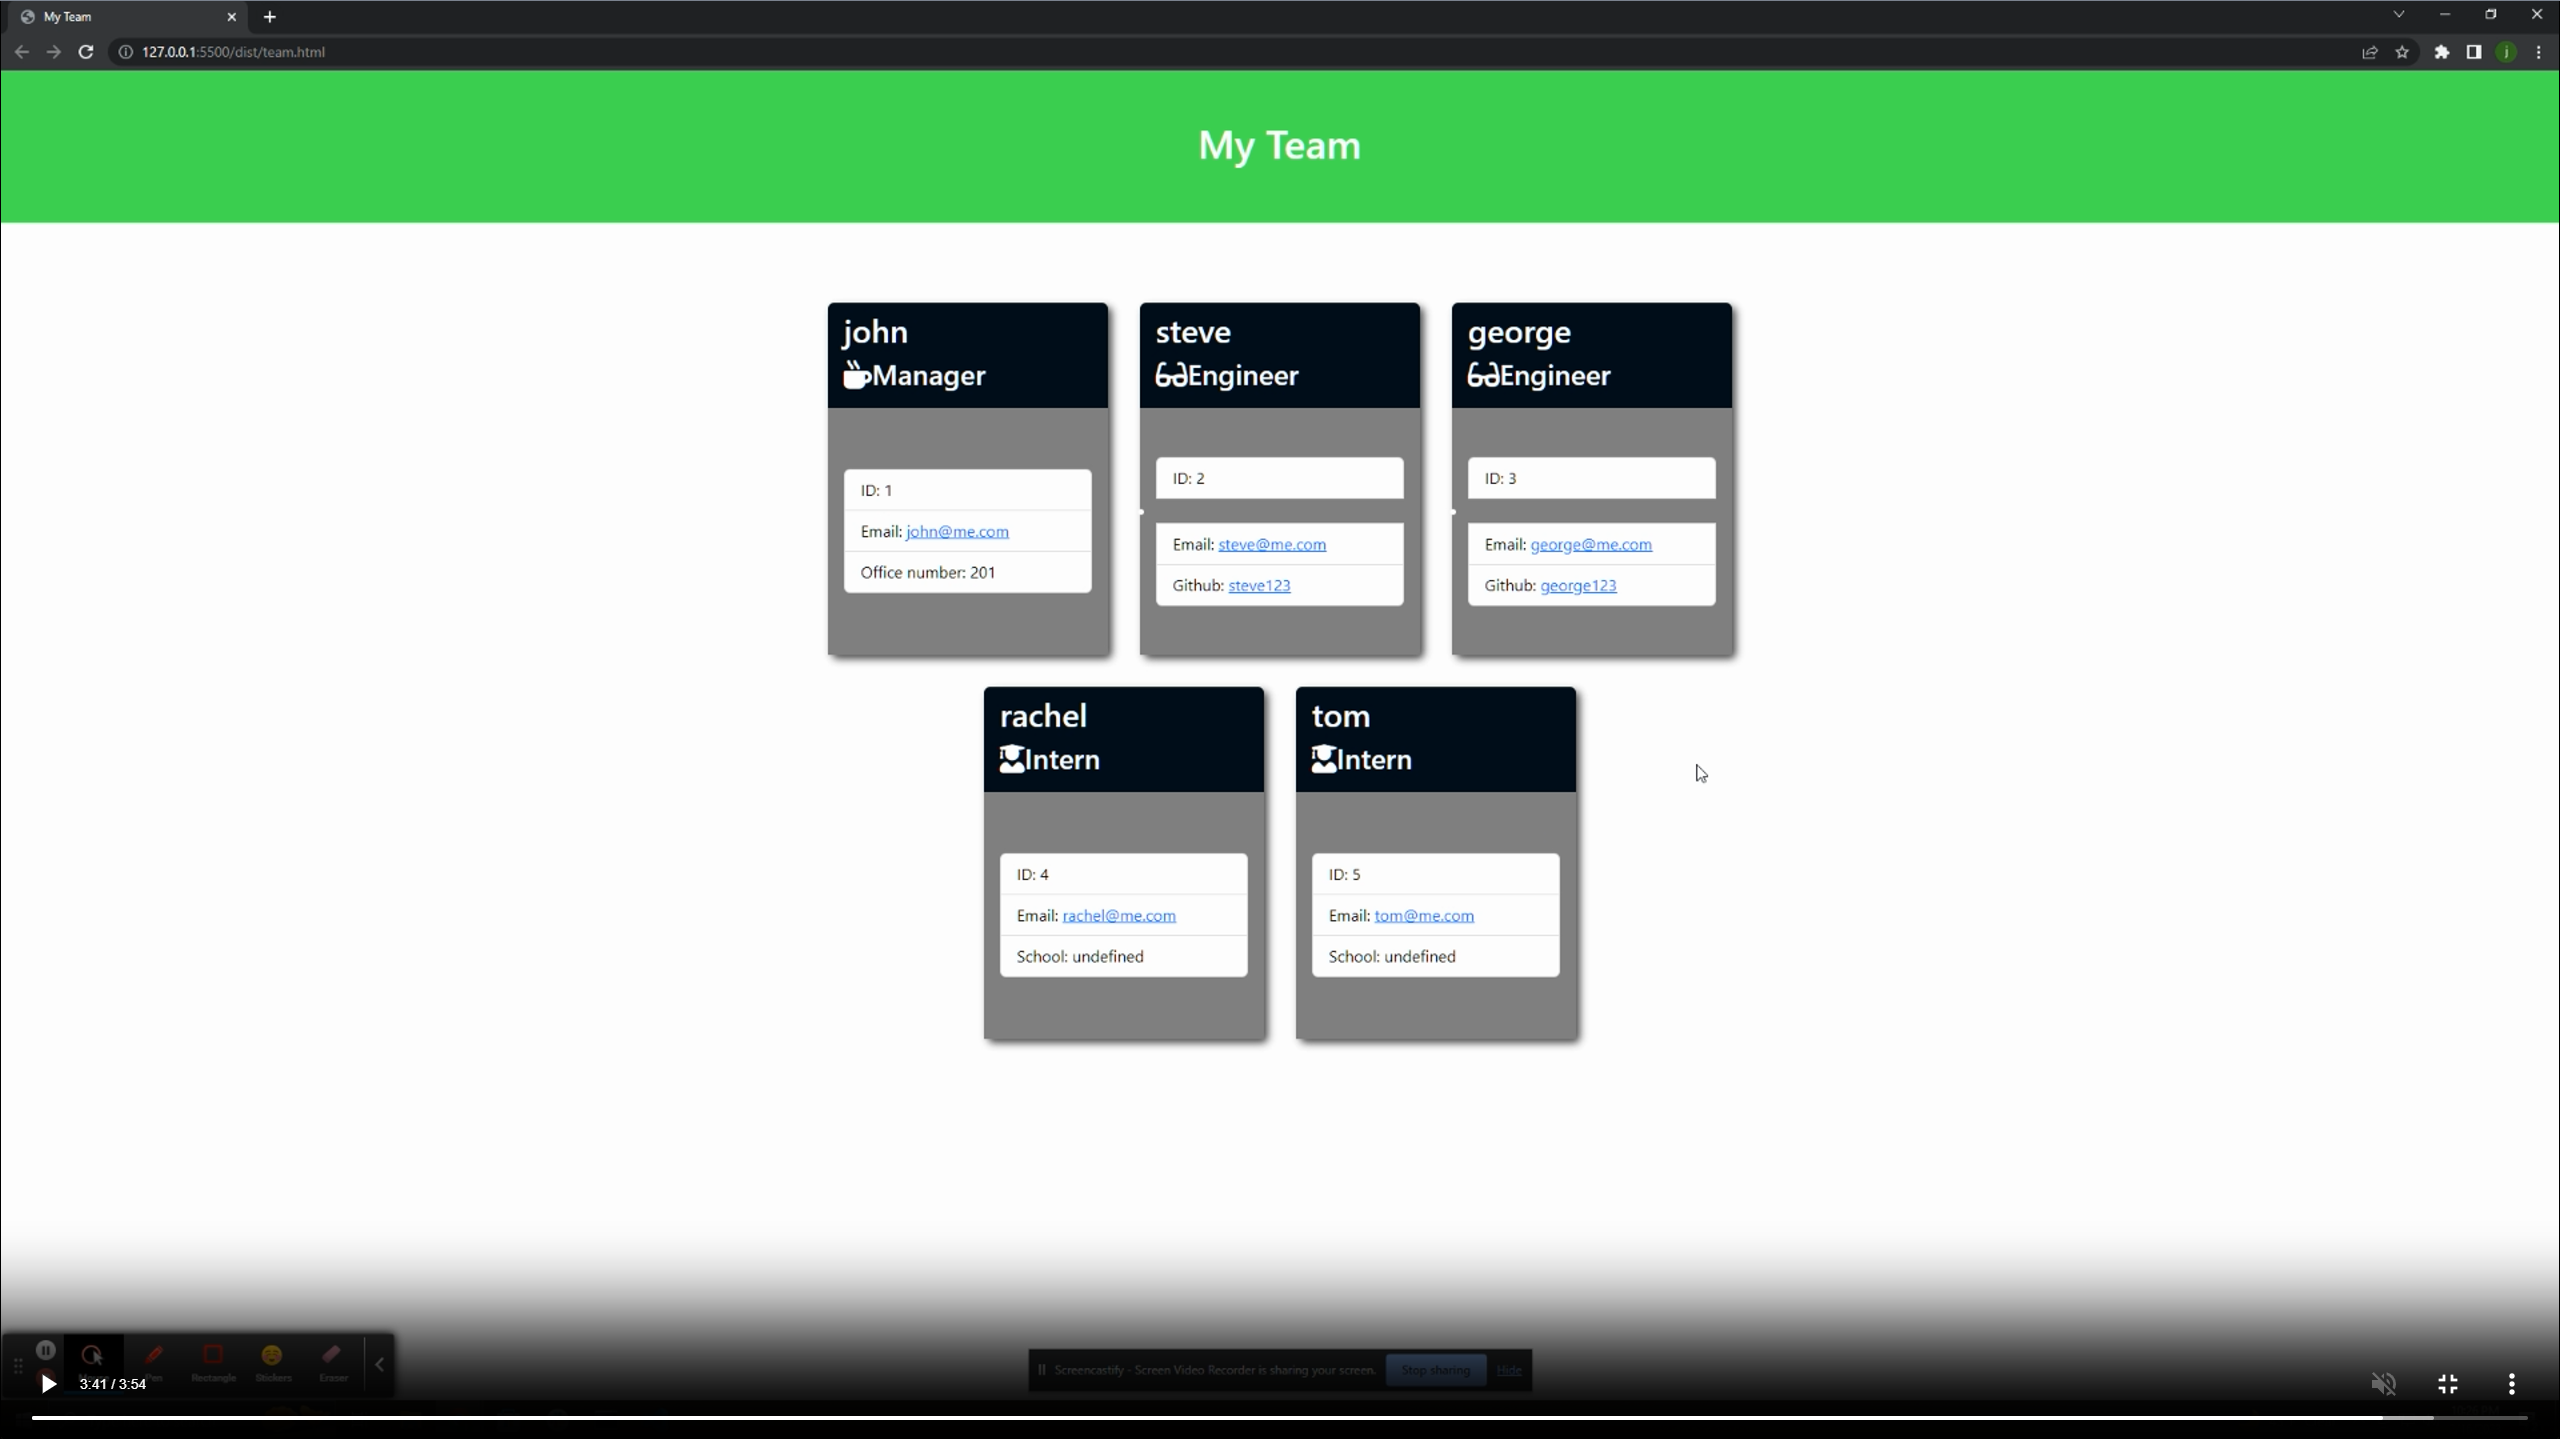 My Team
127.0.0.1:5500/dist/team.html
j
My Team
john
Manager
ID: 1
Email: john@me.com
Office number: 201
steve
Engineer
ID: 2
Email: steve@me.com
Github: steve123
george
Engineer
ID: 3
Email: george@me.com
Github: george123
rachel
Intern
ID: 4
Email: rachel@me.com
School: undefined
tom
Intern
ID: 5
Email: tom@me.com
School: undefined
Pen
Rectangle
Stickers
Eraser
Screencastify - Screen Video Recorder is sharing your screen.
Stop sharing
Hide
3:41 / 3:54